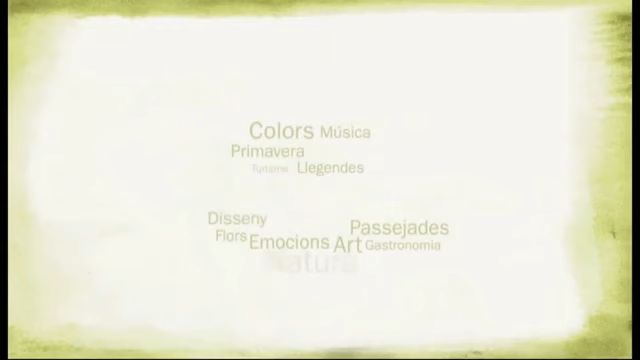 Colors Música
Primavera
Turisme Llegendes
Disseny
Passejades
Flors Emocions Art Gastronomia
Natura